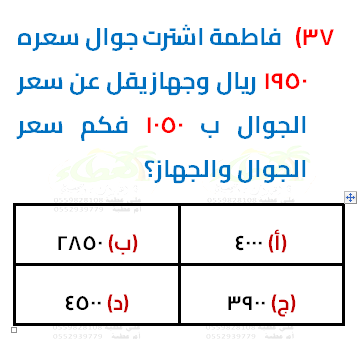 ٣٧) فاطمة اشترت جوال سعره
١٩٥٠ ريال وجهاز يقل عن سعر
الجوال ب ١٠٥٠ فكم سعر
الجوال والجهاز؟
(أ) ٤٠٠٠
(ب) ٢٨٥٠
(ج) ٣٩٠٠
(د) ٤٥٠٠